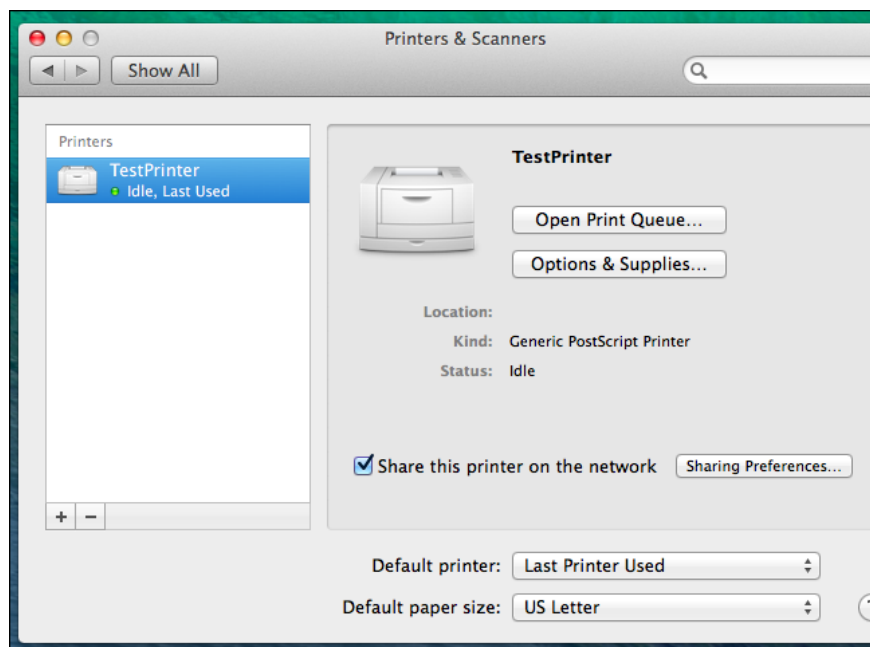 Printers & Scanners
Show All
Printers
TestPrinter
Idle, Last Used
TestPrinter
Open Print Queue...
Options & Supplies...
Location:
Kind: Generic PostScript Printer
Status: Idle
Share this printer on the network Sharing Preferences...
+ −
Default printer: Last Printer Used
Default paper size: US Letter